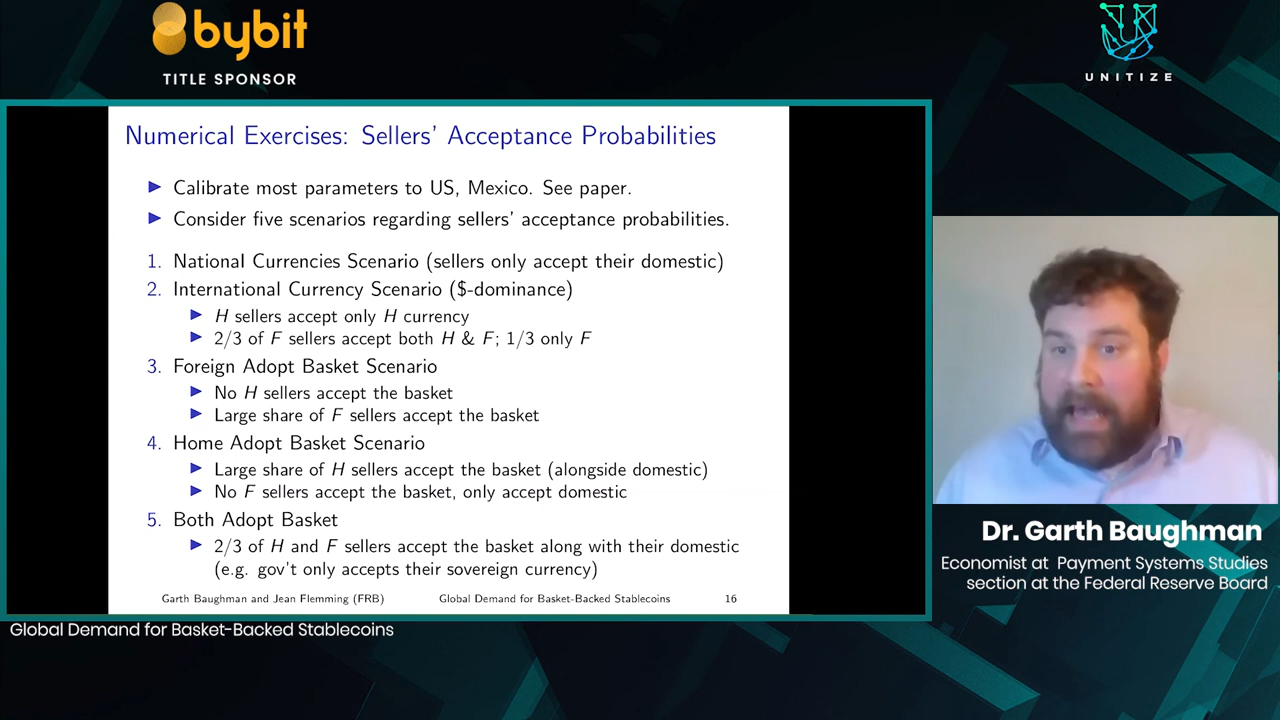 bybit
TITLE SPONSOR
UNITIZE
Numerical Exercises: Sellers' Acceptance Probabilities
▶ Calibrate most parameters to US, Mexico. See paper.
▶ Consider five scenarios regarding sellers' acceptance probabilities.
1. National Currencies Scenario (sellers only accept their domestic)
2. International Currency Scenario ($-dominance)
▶ H sellers accept only H currency
▶ 2/3 of F sellers accept both H & F; 1/3 only F
3. Foreign Adopt Basket Scenario
▶ No H sellers accept the basket
▶ Large share of F sellers accept the basket
4. Home Adopt Basket Scenario
▶ Large share of H sellers accept the basket (alongside domestic)
▶ No F sellers accept the basket, only accept domestic
5. Both Adopt Basket
▶ 2/3 of H and F sellers accept the basket along with their domestic
(e.g. gov't only accepts their sovereign currency)
Garth Baughman and Jean Flemming (FRB) Global Demand for Basket-Backed Stablecoins 16
Dr. Garth Baughman
Economist at Payment Systems Studies
section at the Federal Reserve Board
Global Demand for Basket-Backed Stablecoins